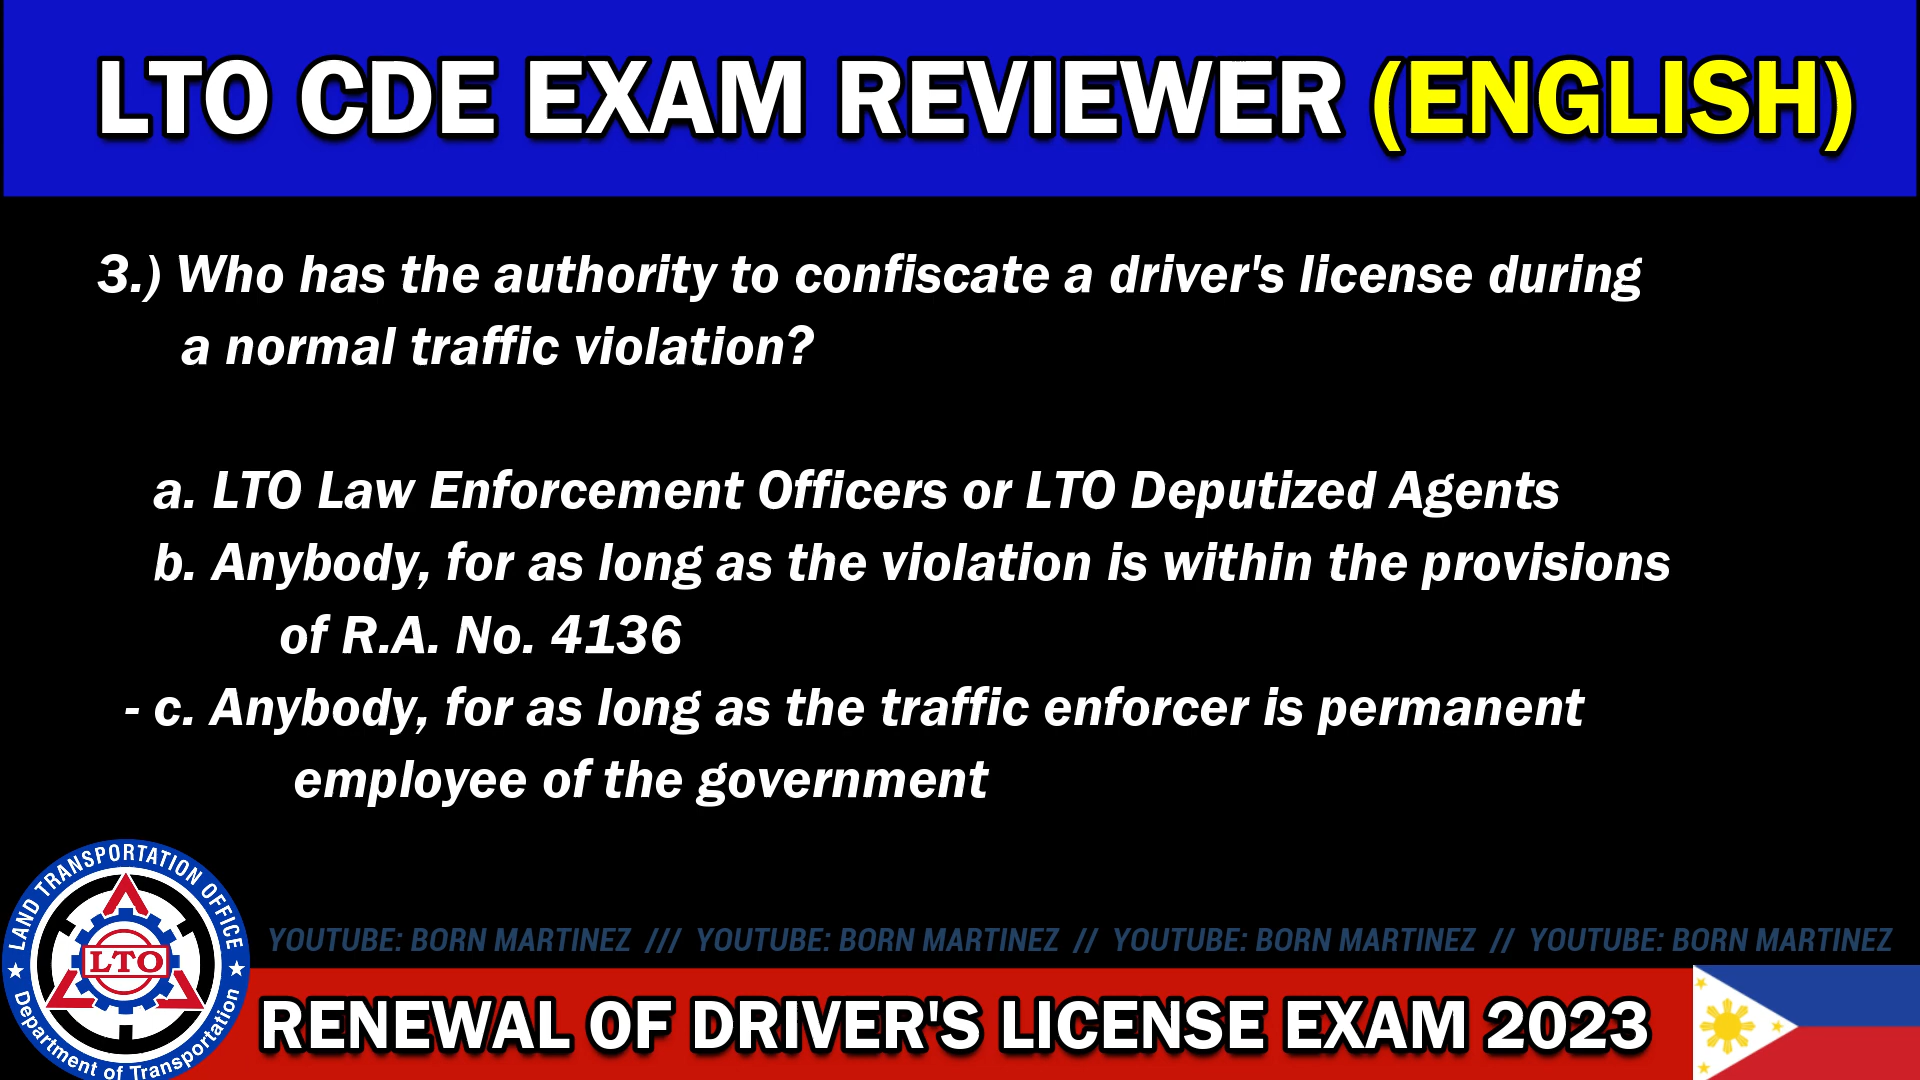 LTO CDE EXAM REVIEWER (ENGLISH)
3.) Who has the authority to confiscate a driver's license during
a normal traffic violation?
a. LTO Law Enforcement Officers or LTO Deputized Agents
b. Anybody, for as long as the violation is within the provisions
of R.A. No. 4136
- c. Anybody, for as long as the traffic enforcer is permanent
employee of the government
YOUTUBE: BORN MARTINEZ /// YOUTUBE: BORN MARTINEZ // YOUTUBE: BORN MARTINEZ // YOUTUBE: BORN MARTINEZ
LAND TRANSPORTATION OFFICE
LTO
Department of Transportation
RENEWAL OF DRIVER'S LICENSE EXAM 2023